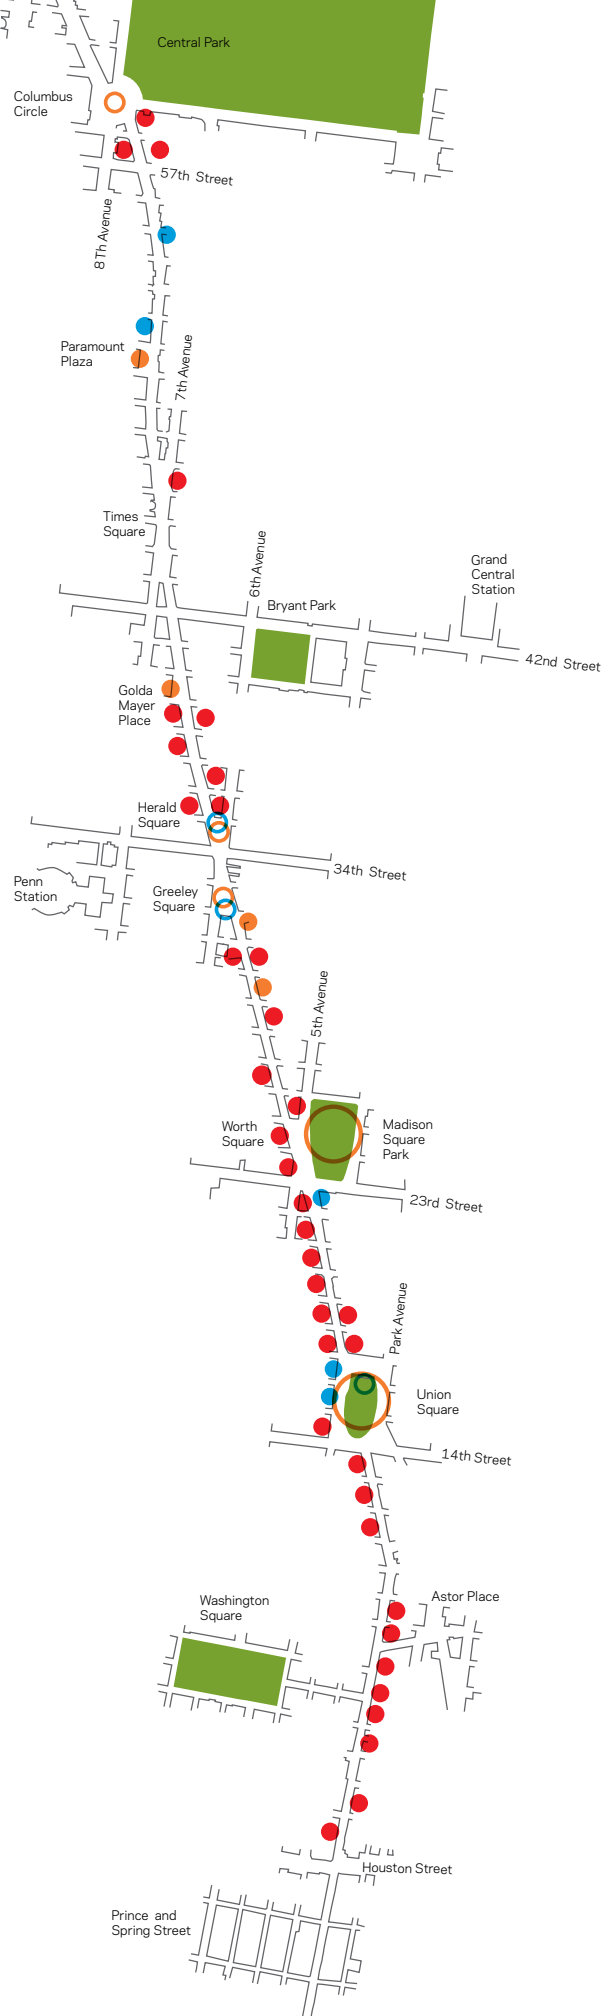 Central Park
Columbus
Circle
57th Street
8Th Avenue
Paramount
Plaza
7th Avenue
Times
Square
6th Avenue
Grand
Central
Station
Bryant Park
42nd Street
Golda
Mayer
Place
Herald
Square
34th Street
Penn
Station
Greeley
Square
5th Avenue
Worth
Square
Madison
Square
Park
23rd Street
Park Avenue
Union
Square
14th Street
Washington
Square
Astor Place
Houston Street
Prince and
Spring Street